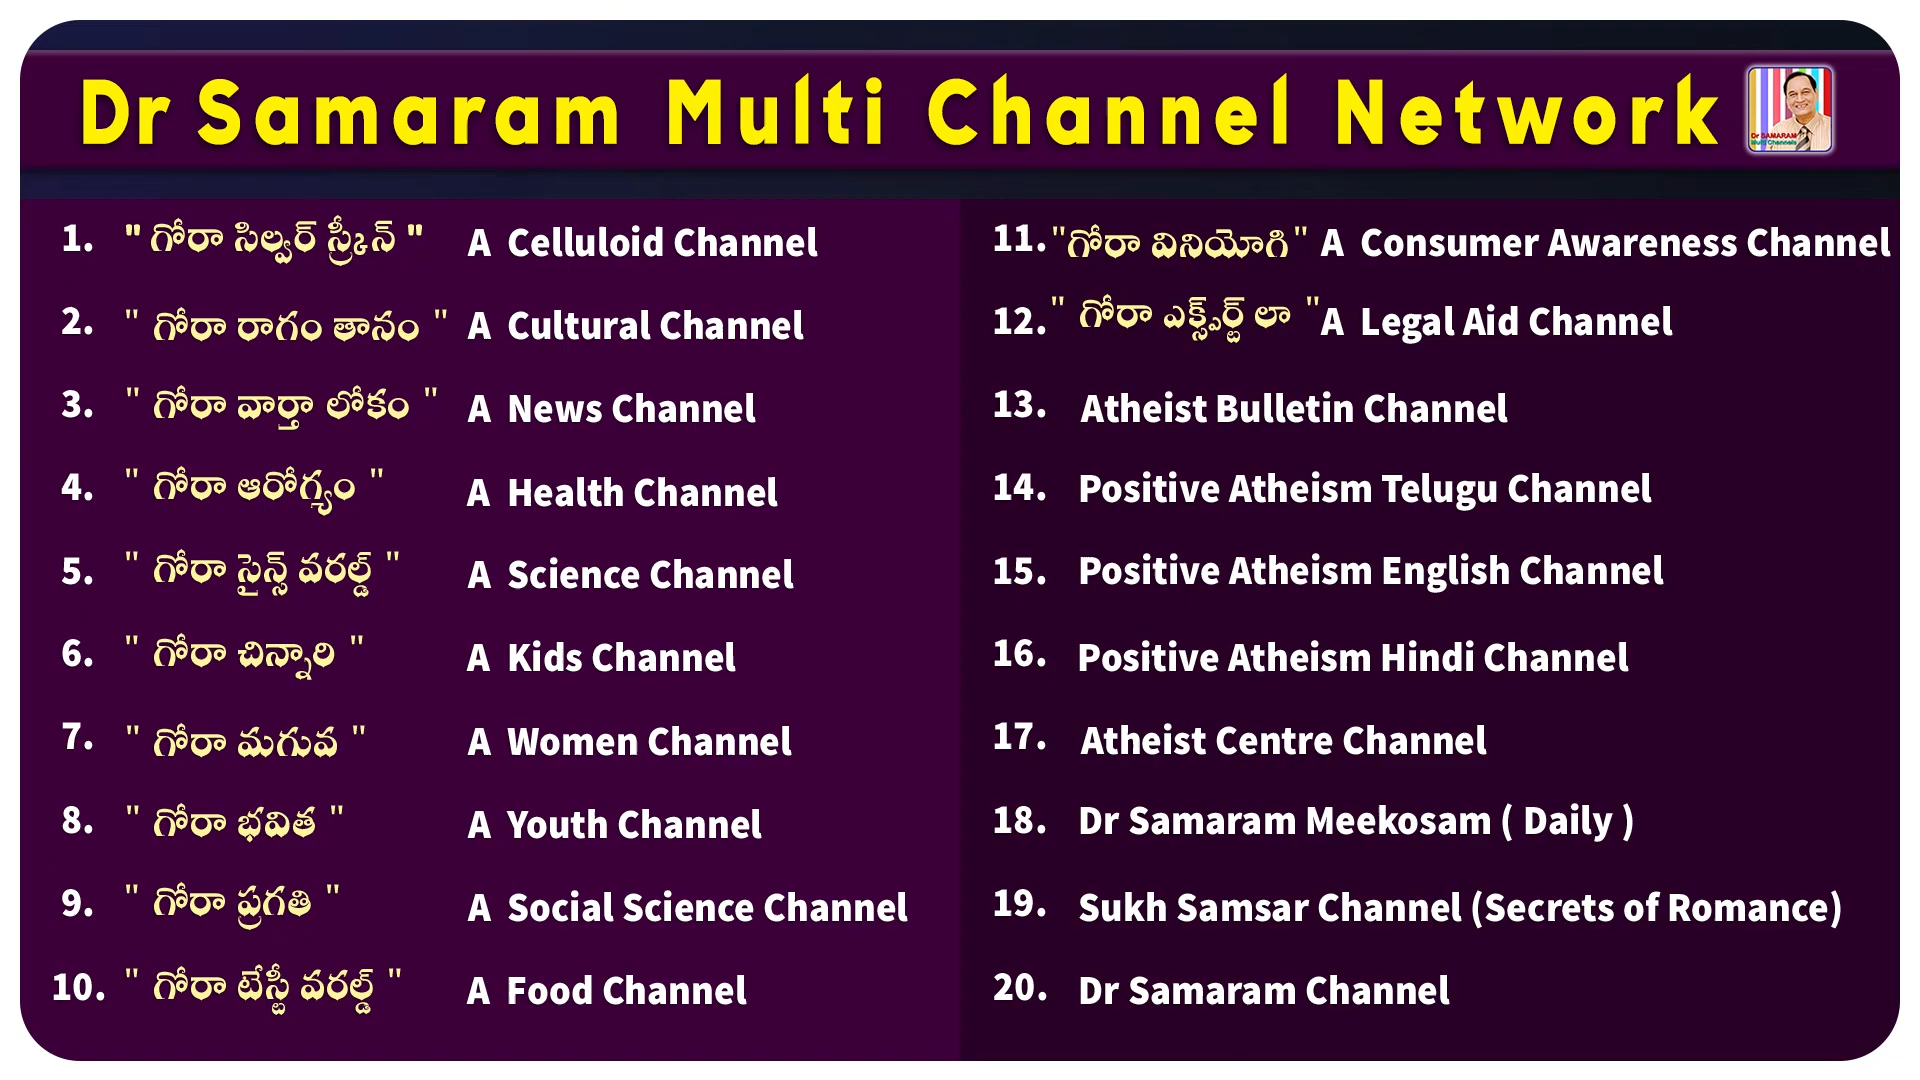 Dr Samaram Multi Channel Network
Dr SAMARAM
Multi Channels
1. " గోరా సిల్వర్ స్క్రీన్ " A Celluloid Channel
2. " గోరా రాగం తానం " A Cultural Channel
3. " గోరా వార్తా లోకం " A News Channel
4. " గోరా ఆరోగ్యం " A Health Channel
5. " గోరా సైన్స్ వరల్డ్ " A Science Channel
6. " గోరా చిన్నారి " A Kids Channel
7. " గోరా మగువ " A Women Channel
8. " గోరా భవిత " A Youth Channel
9. " గోరా ప్రగతి " A Social Science Channel
10. " గోరా టేస్టీ వరల్డ్ " A Food Channel
11. "గోరా వినియోగి" A Consumer Awareness Channel
12. " గోరా ఎక్స్పర్ట్ లా " A Legal Aid Channel
13. Atheist Bulletin Channel
14. Positive Atheism Telugu Channel
15. Positive Atheism English Channel
16. Positive Atheism Hindi Channel
17. Atheist Centre Channel
18. Dr Samaram Meekosam ( Daily )
19. Sukh Samsar Channel (Secrets of Romance)
20. Dr Samaram Channel